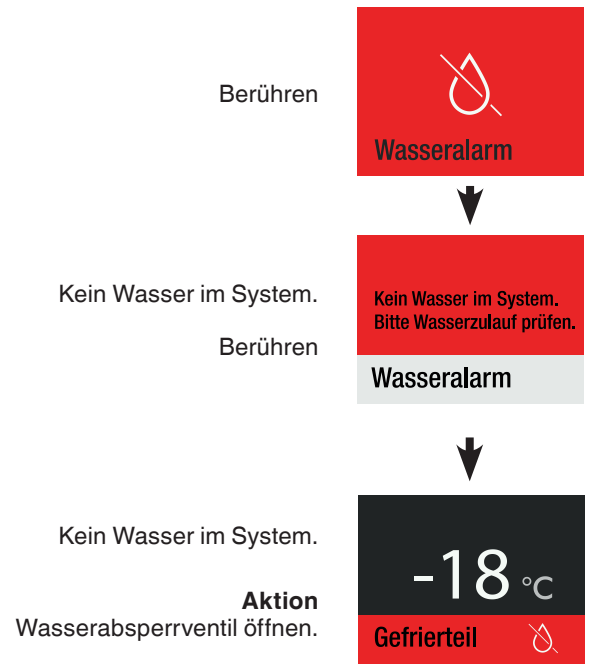 Berühren
Wasseralarm
Kein Wasser im System.
Berühren
Kein Wasser im System.
Bitte Wasserzulauf prüfen.
Wasseralarm
Kein Wasser im System.
Aktion
Wasserabsperrventil öffnen.
-18 °C
Gefrierteil